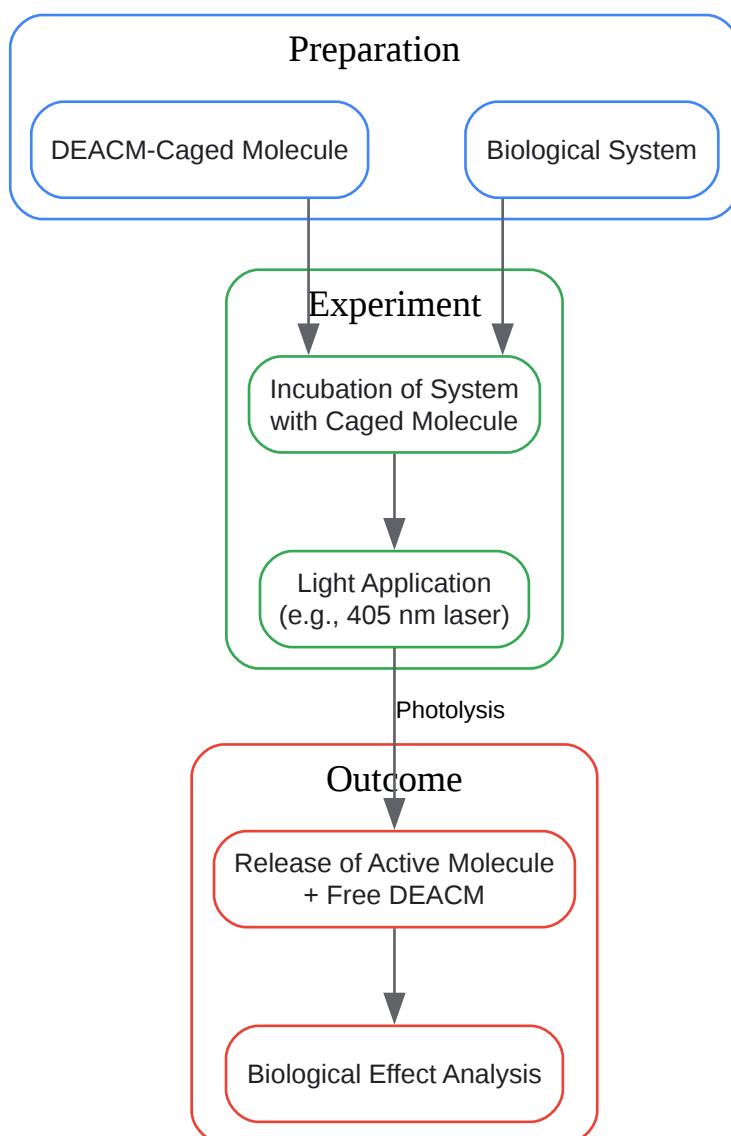 Preparation
DEACM-Caged Molecule
Biological System
Experiment
Incubation of System
with Caged Molecule
Light Application
(e.g., 405 nm laser)
Photolysis
Outcome
Release of Active Molecule
+ Free DEACM
Biological Effect Analysis